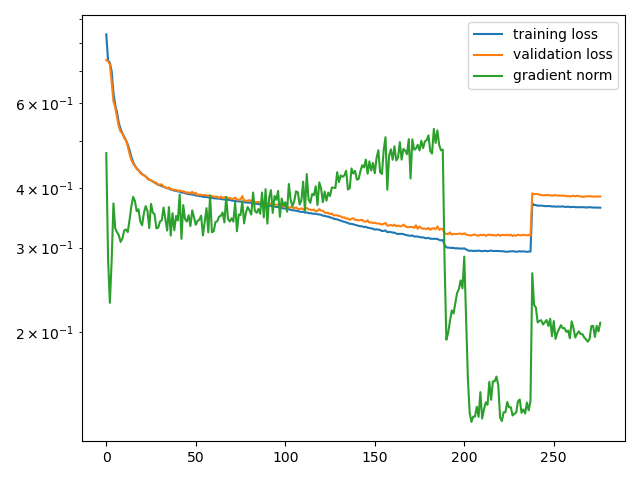 training loss
validation loss
gradient norm
6 × 10⁻¹
4 × 10⁻¹
3 × 10⁻¹
2 × 10⁻¹
0 50 100 150 200 250